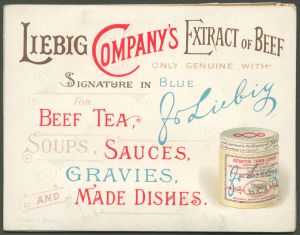 LIEBIG COMPANY'S EXTRACT OF BEEF
ONLY GENUINE WITH
SIGNATURE IN BLUE
J v Liebig
FOR
BEEF TEA,
SOUPS, SAUCES,
GRAVIES,
AND MADE DISHES.